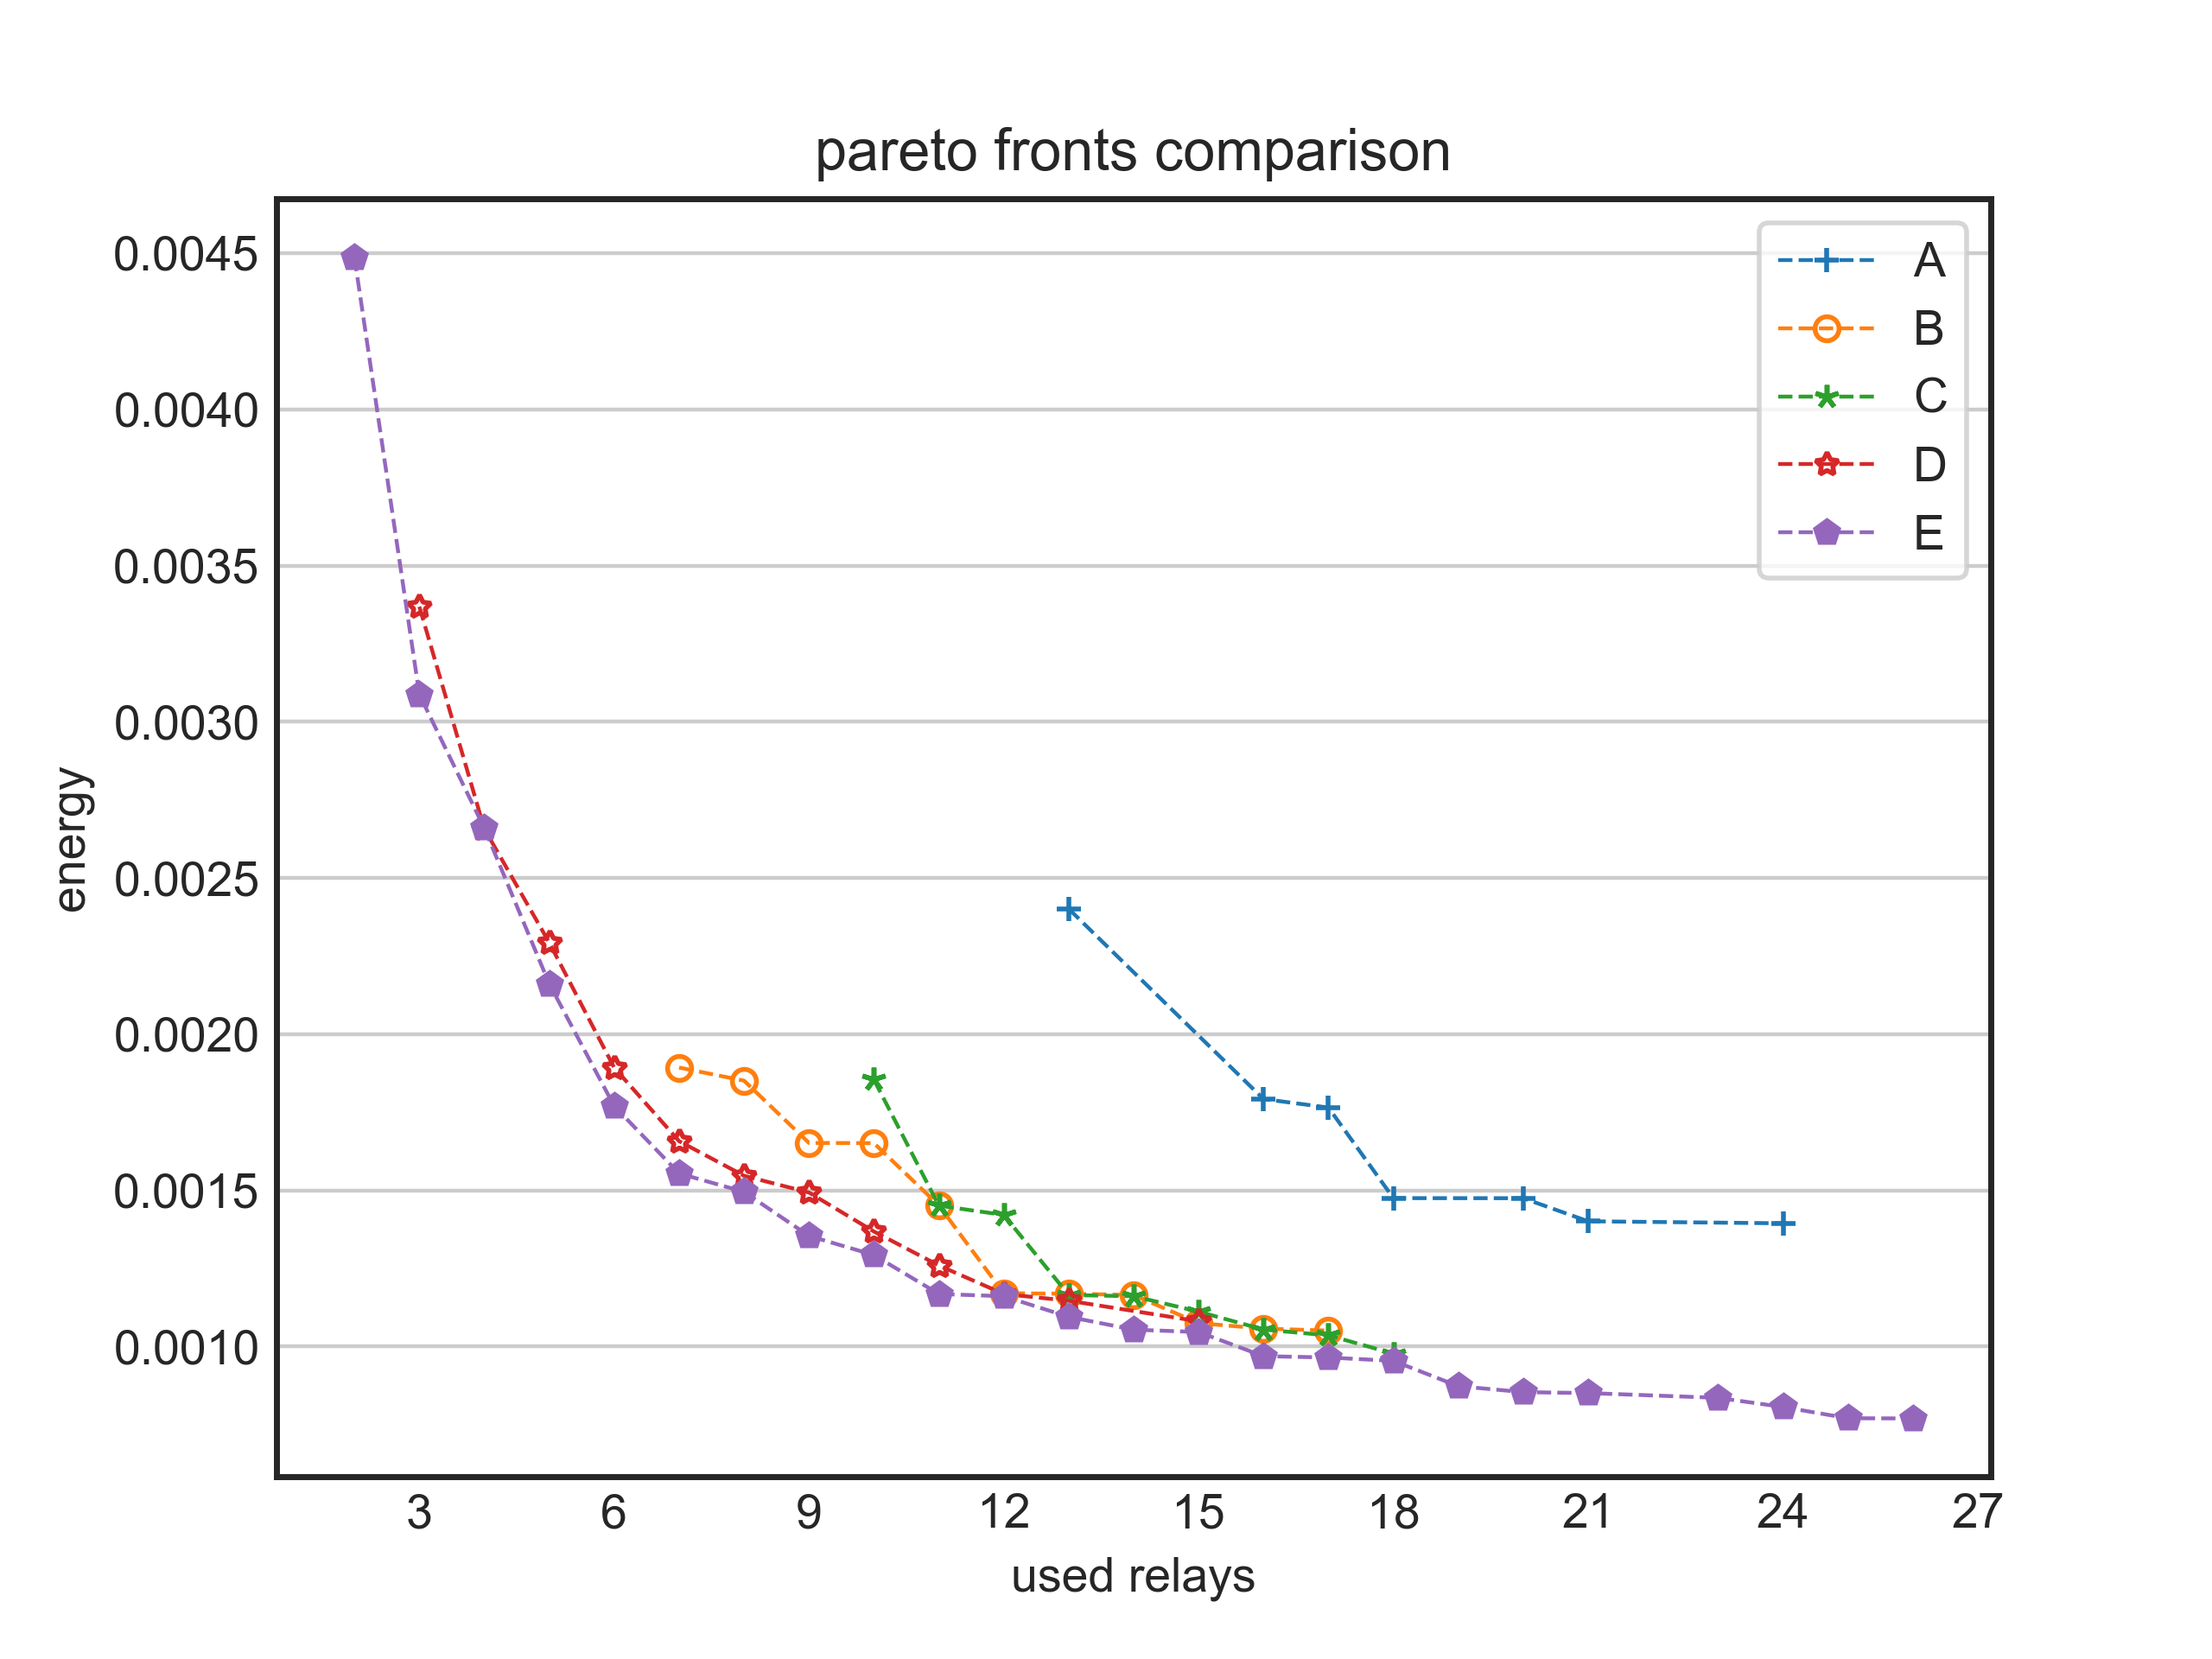 pareto fronts comparison
0.0045
0.0040
0.0035
0.0030
0.0025
0.0020
0.0015
0.0010
energy
A
B
C
D
E
3 6 9 12 15 18 21 24 27
used relays